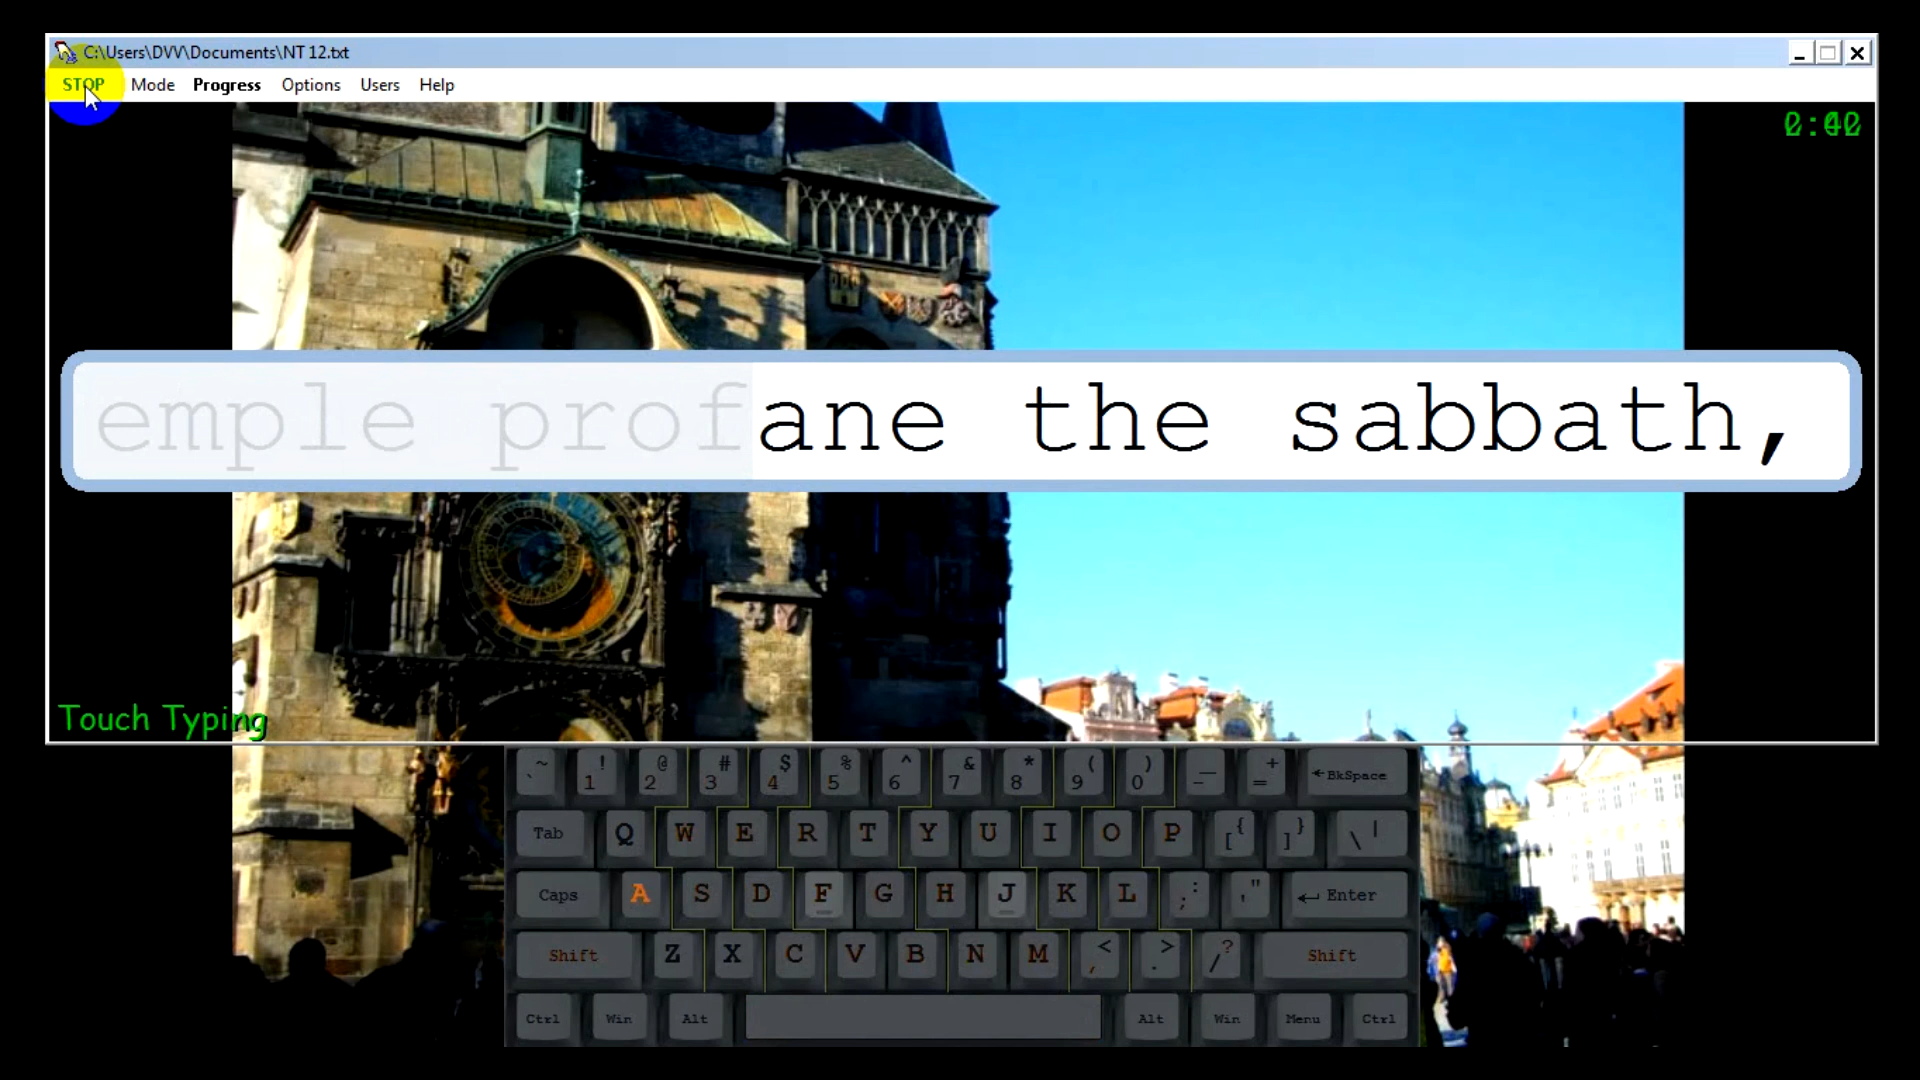 C:\Users\DVV\Documents\NT 12.txt
STOP Mode Progress Options Users Help
emple profane the sabbath,
Touch Typing
` ~ ! 1 @ 2 # 3 $ 4 % 5 ^ 6 & 7 * 8 ( 9 ) 0 _ - + = ←BkSpace
Tab Q W E R T Y U I O P [ { ] } \ |
Caps A S D F G H J K L ; : ' " ↵ Enter
Shift Z X C V B N M , < . > / ? Shift
Ctrl Win Alt Alt Win Menu Ctrl